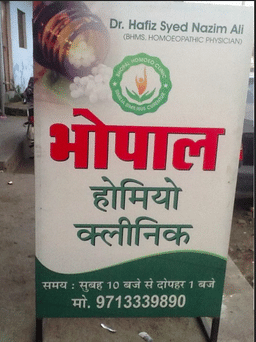 Dr. Hafiz Syed Nazim Ali
(BHMS, HOMOEOPATHIC PHYSICIAN)
भोपाल
होमियो
क्लीनिक
समय : सुबह 10 बजे से दोपहर 1 बजे
मो. 9713339890